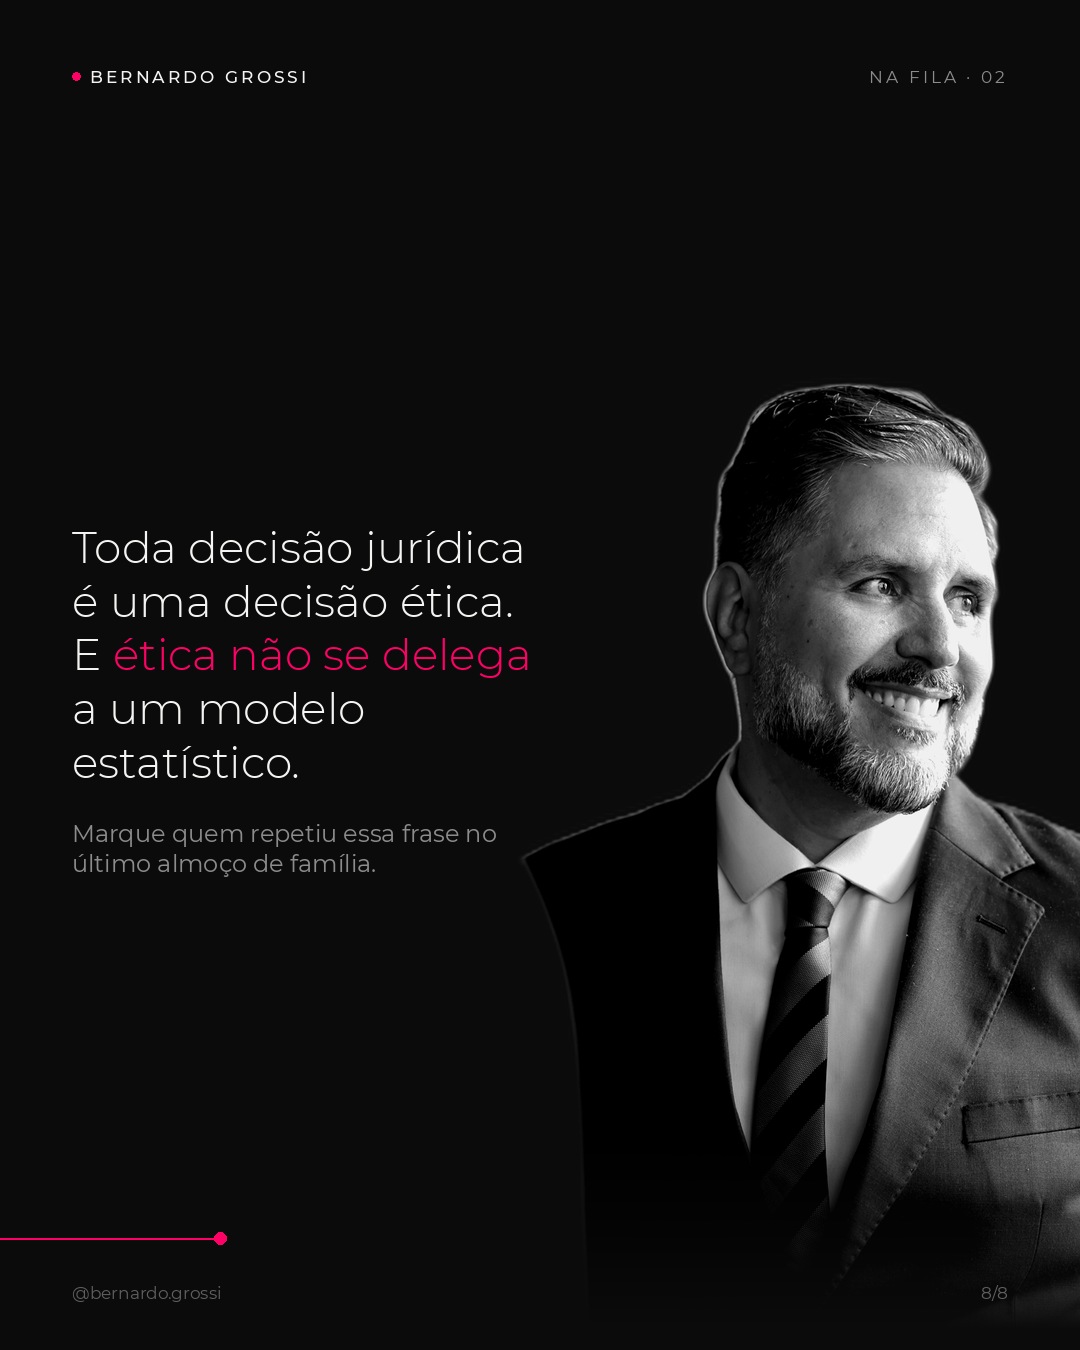 BERNARDO GROSSI
NA FILA · 02
Toda decisão jurídica
é uma decisão ética.
E ética não se delega
a um modelo
estatístico.
Marque quem repetiu essa frase no
último almoço de família.
@bernardo.grossi
8/8